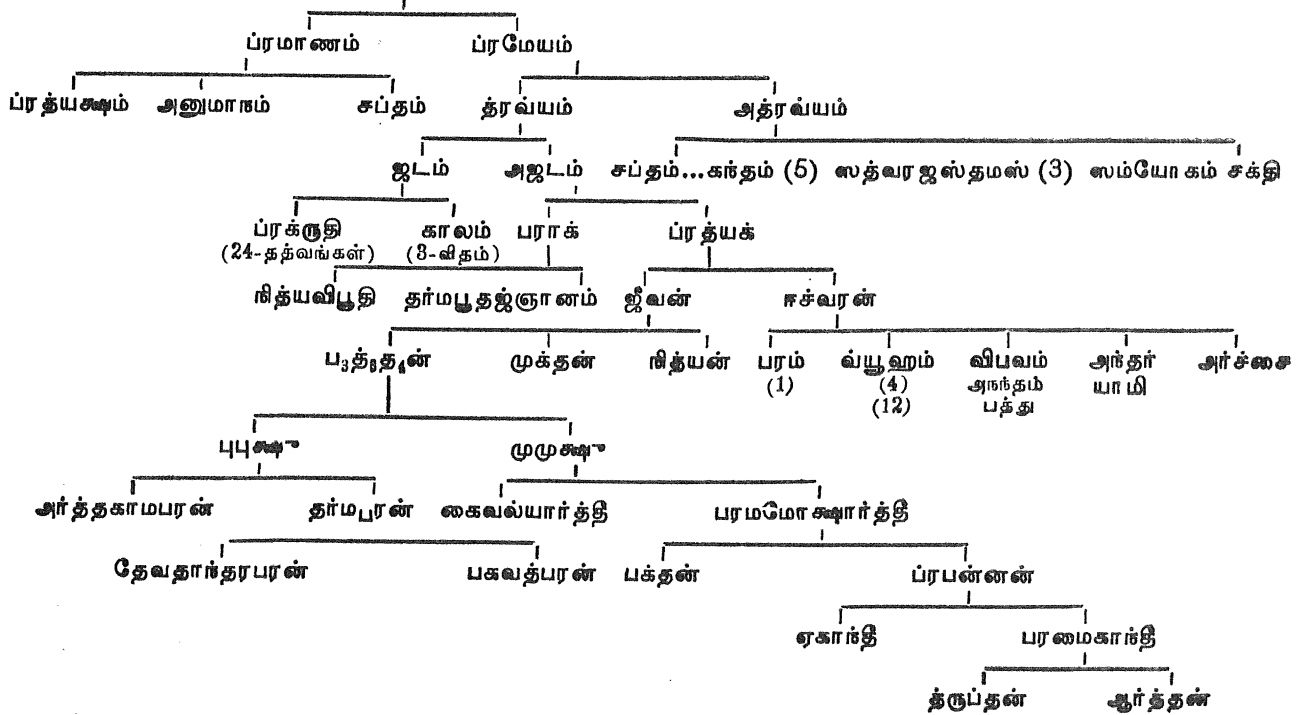 ப்ரமாணம் ப்ரமேயம்
ப்ரத்யக்ஷம் அனுமாநம் சப்தம் த்ரவ்யம் அத்ரவ்யம்
ஜடம் அஜடம் சப்தம்...கந்தம் (5) ஸத்வரஜஸ்தமஸ் (3) ஸம்யோகம் சக்தி
ப்ரக்ருதி காலம் பராக் ப்ரத்யக்
(24-தத்வங்கள்) (3-விதம்)
நித்யவிபூதி தர்மபூதஜ்ஞானம் ஜீவன் ஈச்வரன்
ப₃த்த₄ன் முக்தன் நித்யன் பரம் வ்யூஹம் விபவம் அந்தர் அர்ச்சை
(1) (4) அநந்தம் யாமி
(12) பத்து
புபுக்ஷு முமுக்ஷு
அர்த்தகாமபரன் தர்மபரன் கைவல்யார்த்தீ பரமமோக்ஷார்த்தீ
தேவதாந்தரபரன் பகவத்பரன் பக்தன் ப்ரபன்னன்
ஏகாந்தீ பரமைகாந்தீ
த்ருப்தன் ஆர்த்தன்